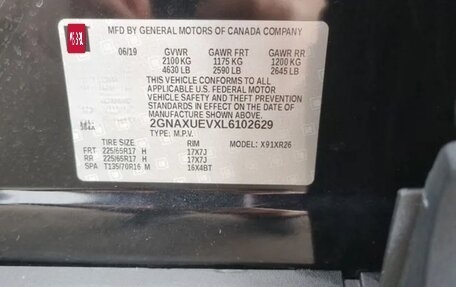 MFD BY GENERAL MOTORS OF CANADA COMPANY
06/19 GVWR GAWR FRT GAWR RR
2100 KG 1175 KG 1200 KG
4630 LB 2590 LB 2645 LB
THIS VEHICLE CONFORMS TO ALL
APPLICABLE U.S. FEDERAL MOTOR
VEHICLE SAFETY AND BUMPER
STANDARDS IN EFFECT ON THE DATE
OF MANUFACTURE SHOWN ABOVE.
2GNAXUEVXL6102629
TYPE: M.P.V.
TIRE SIZE RIM MODEL: X91XR26
FRT 225/65R17 H 17X7J
RR 225/65R17 H 17X7J
SPA T135/70R16 M 16X4BT